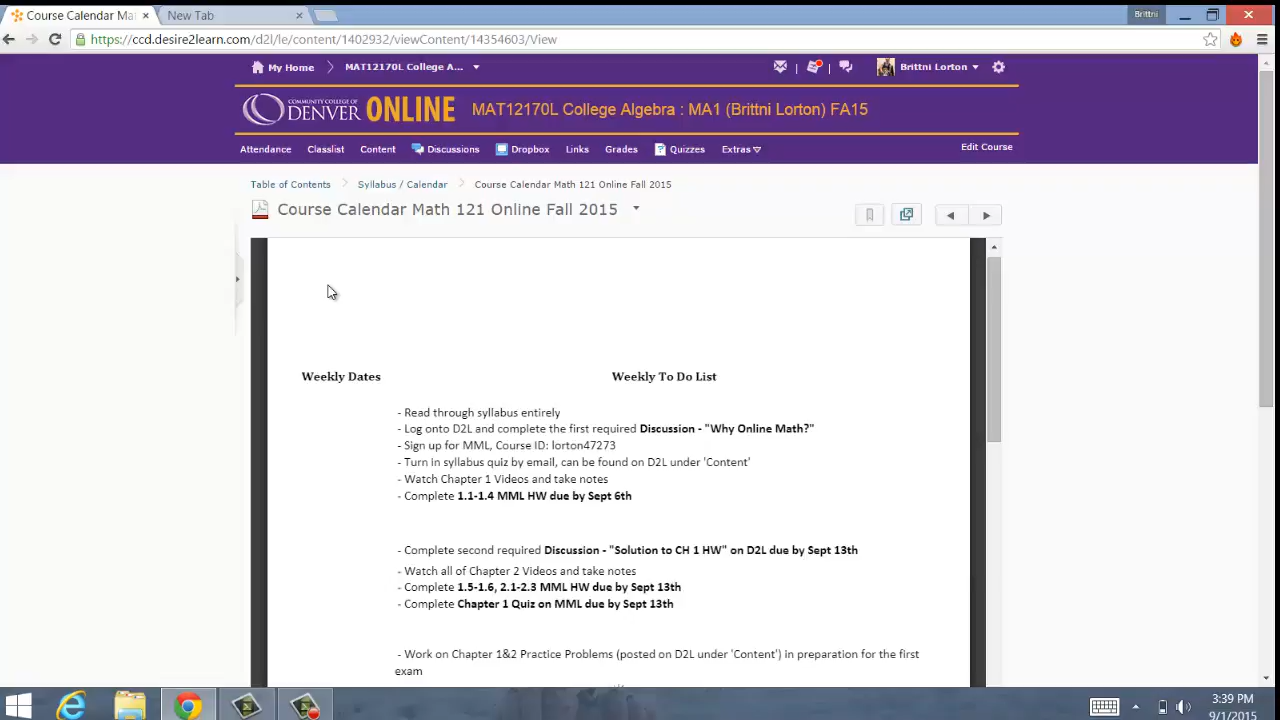 Course Calendar Ma
New Tab
Brittni
https://ccd.desire2learn.com/d2l/le/content/1402932/viewContent/14354603/View
My Home
MAT12170L College A...
Brittni Lorton
COMMUNITY COLLEGE OF
DENVER ONLINE
MAT12170L College Algebra : MA1 (Brittni Lorton) FA15
Attendance Classlist Content Discussions Dropbox Links Grades Quizzes Extras Edit Course
Table of Contents Syllabus / Calendar Course Calendar Math 121 Online Fall 2015
Course Calendar Math 121 Online Fall 2015
Weekly Dates Weekly To Do List
- Read through syllabus entirely
- Log onto D2L and complete the first required Discussion - "Why Online Math?"
- Sign up for MML, Course ID: lorton47273
- Turn in syllabus quiz by email, can be found on D2L under 'Content'
- Watch Chapter 1 Videos and take notes
- Complete 1.1-1.4 MML HW due by Sept 6th
- Complete second required Discussion - "Solution to CH 1 HW" on D2L due by Sept 13th
- Watch all of Chapter 2 Videos and take notes
- Complete 1.5-1.6, 2.1-2.3 MML HW due by Sept 13th
- Complete Chapter 1 Quiz on MML due by Sept 13th
- Work on Chapter 1&2 Practice Problems (posted on D2L under 'Content') in preparation for the first
exam
3:39 PM
9/1/2015